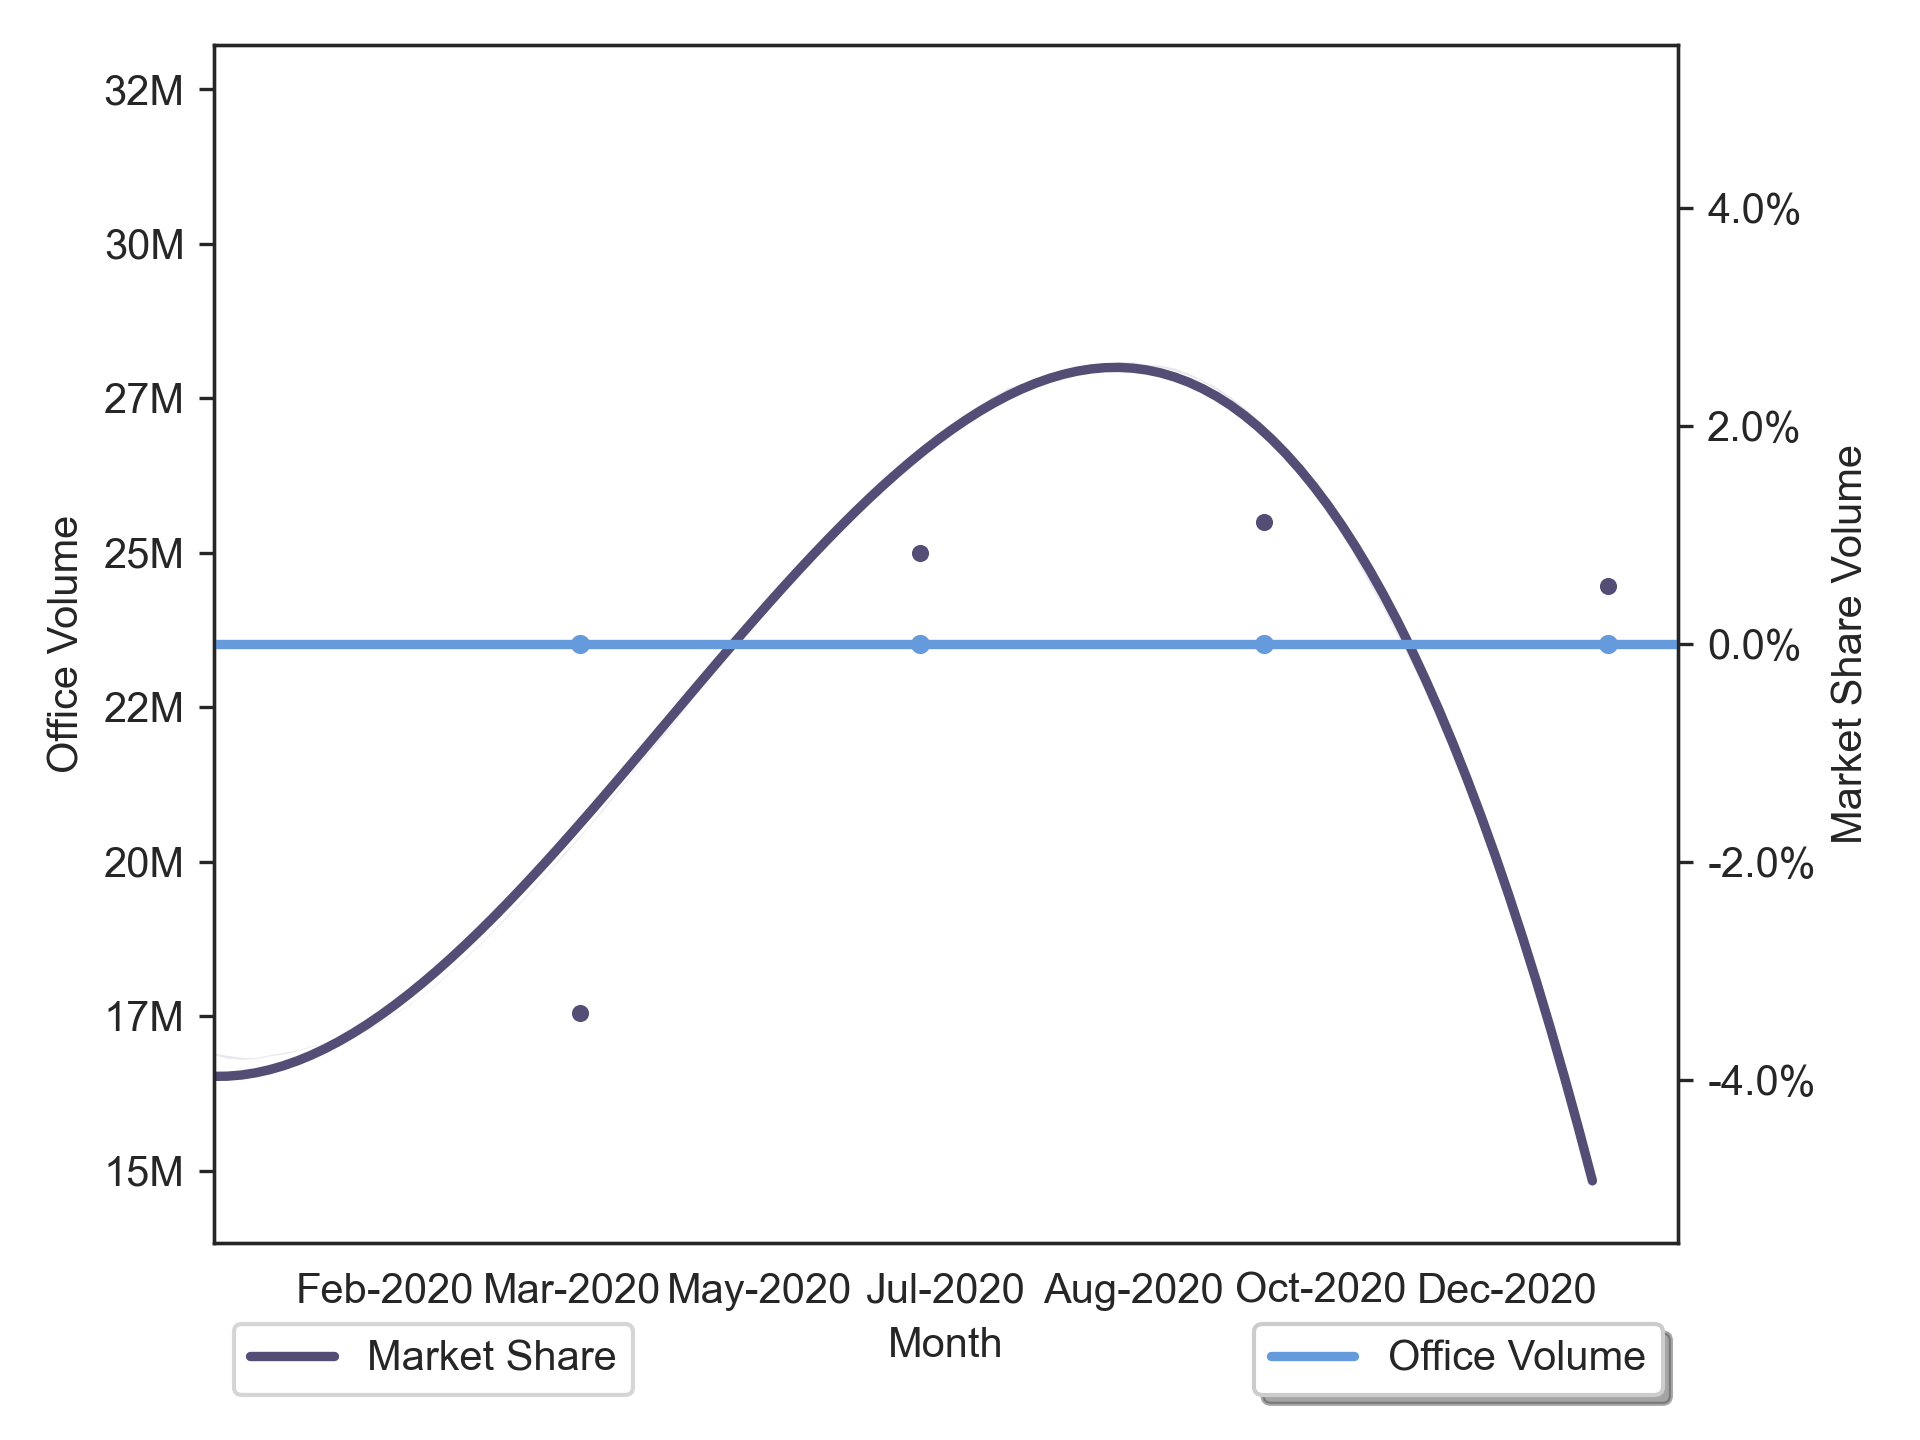 32M
30M
27M
25M
22M
20M
17M
15M
Office Volume
4.0%
2.0%
0.0%
-2.0%
-4.0%
Market Share Volume
Feb-2020 Mar-2020 May-2020 Jul-2020 Aug-2020 Oct-2020 Dec-2020
Month
Market Share
Office Volume